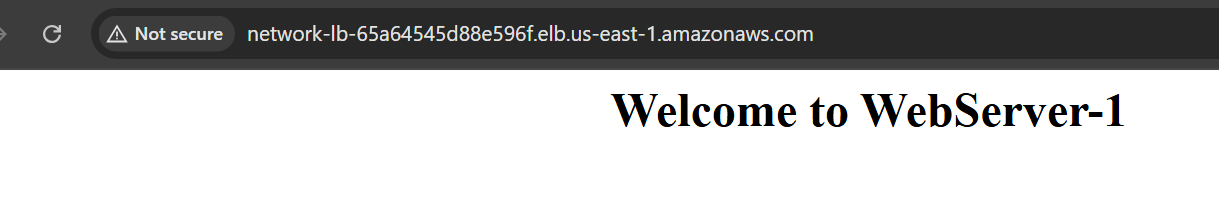 Not secure network-lb-65a64545d88e596f.elb.us-east-1.amazonaws.com
Welcome to WebServer-1